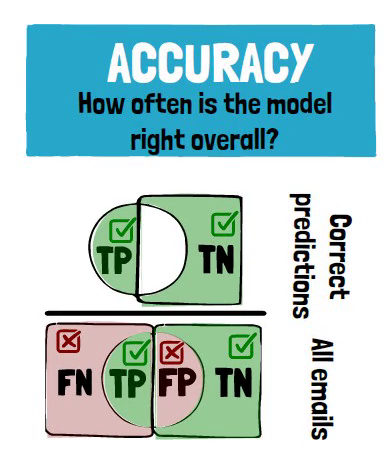 ACCURACY
How often is the model
right overall?
TP TN
Correct
predictions
FN TP FP TN
All emails